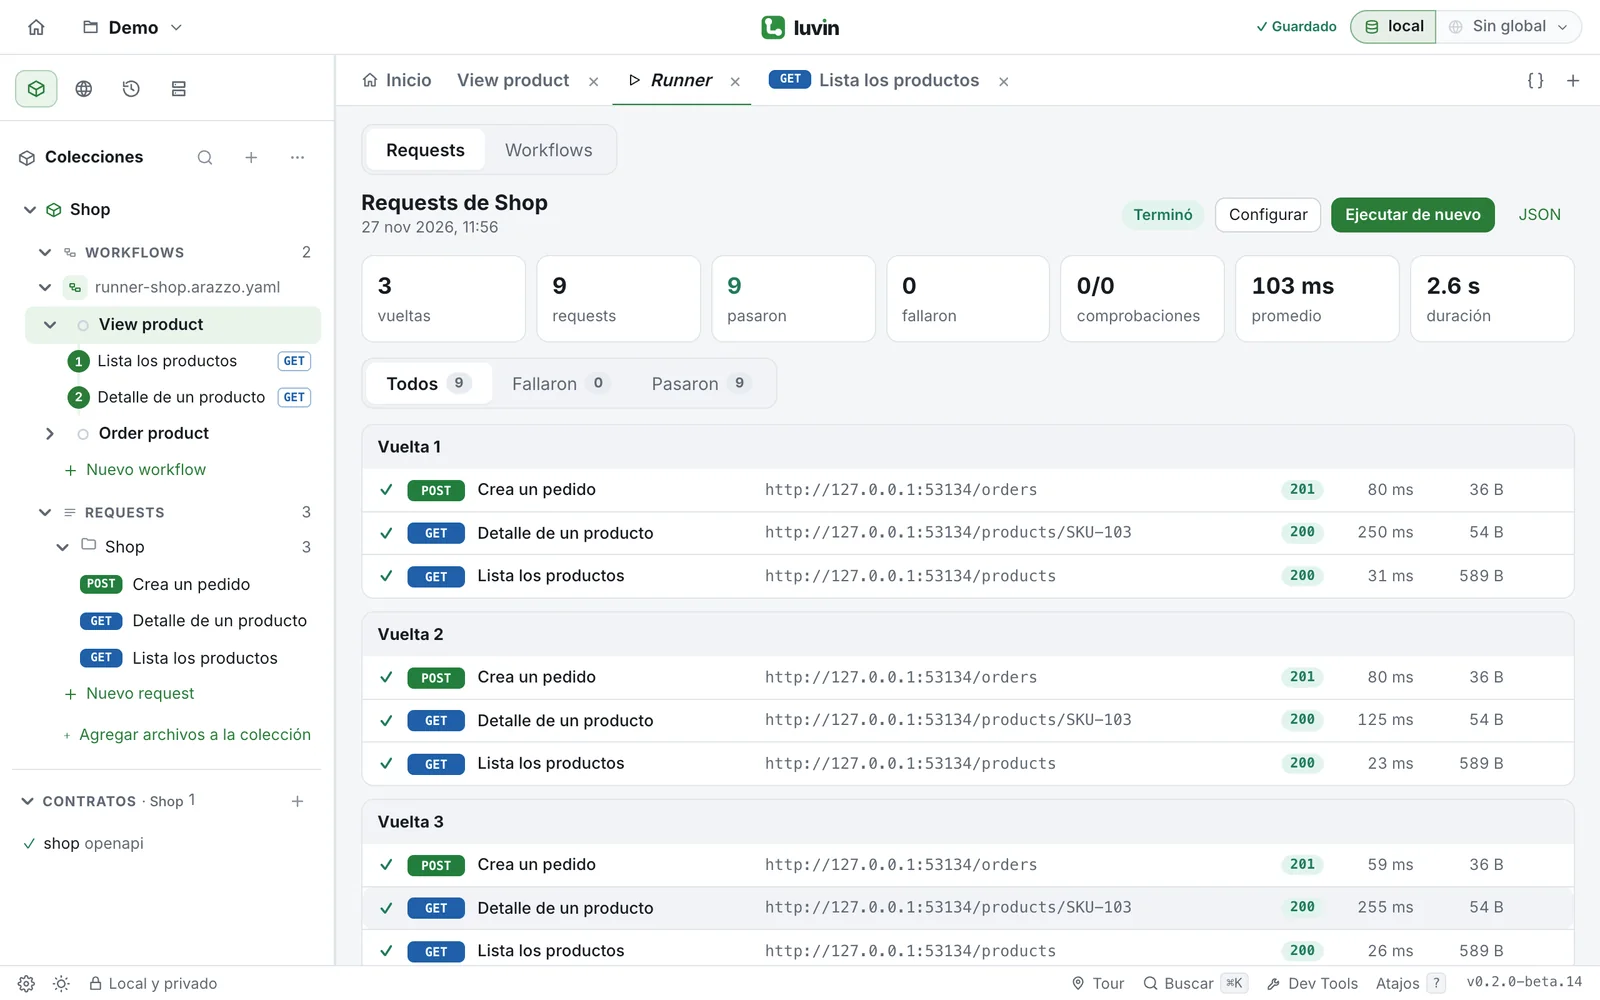 Demo
luvin
Guardado
local
Sin global
Inicio
View product
Runner
GET Lista los productos
{ }
Colecciones
Shop
WORKFLOWS 2
runner-shop.arazzo.yaml
View product
1 Lista los productos GET
2 Detalle de un producto GET
Order product
+ Nuevo workflow
REQUESTS 3
Shop 3
POST Crea un pedido
GET Detalle de un producto
GET Lista los productos
+ Nuevo request
+ Agregar archivos a la colección
CONTRATOS · Shop 1
shop openapi
Requests
Workflows
Requests de Shop
27 nov 2026, 11:56
Terminó
Configurar
Ejecutar de nuevo
JSON
3
vueltas
9
requests
9
pasaron
0
fallaron
0/0
comprobaciones
103 ms
promedio
2.6 s
duración
Todos 9
Fallaron 0
Pasaron 9
Vuelta 1
POST Crea un pedido http://127.0.0.1:53134/orders 201 80 ms 36 B
GET Detalle de un producto http://127.0.0.1:53134/products/SKU-103 200 250 ms 54 B
GET Lista los productos http://127.0.0.1:53134/products 200 31 ms 589 B
Vuelta 2
POST Crea un pedido http://127.0.0.1:53134/orders 201 80 ms 36 B
GET Detalle de un producto http://127.0.0.1:53134/products/SKU-103 200 125 ms 54 B
GET Lista los productos http://127.0.0.1:53134/products 200 23 ms 589 B
Vuelta 3
POST Crea un pedido http://127.0.0.1:53134/orders 201 59 ms 36 B
GET Detalle de un producto http://127.0.0.1:53134/products/SKU-103 200 255 ms 54 B
GET Lista los productos http://127.0.0.1:53134/products 200 26 ms 589 B
Local y privado
Tour
Buscar ⌘K
Dev Tools
Atajos ?
v0.2.0-beta.14